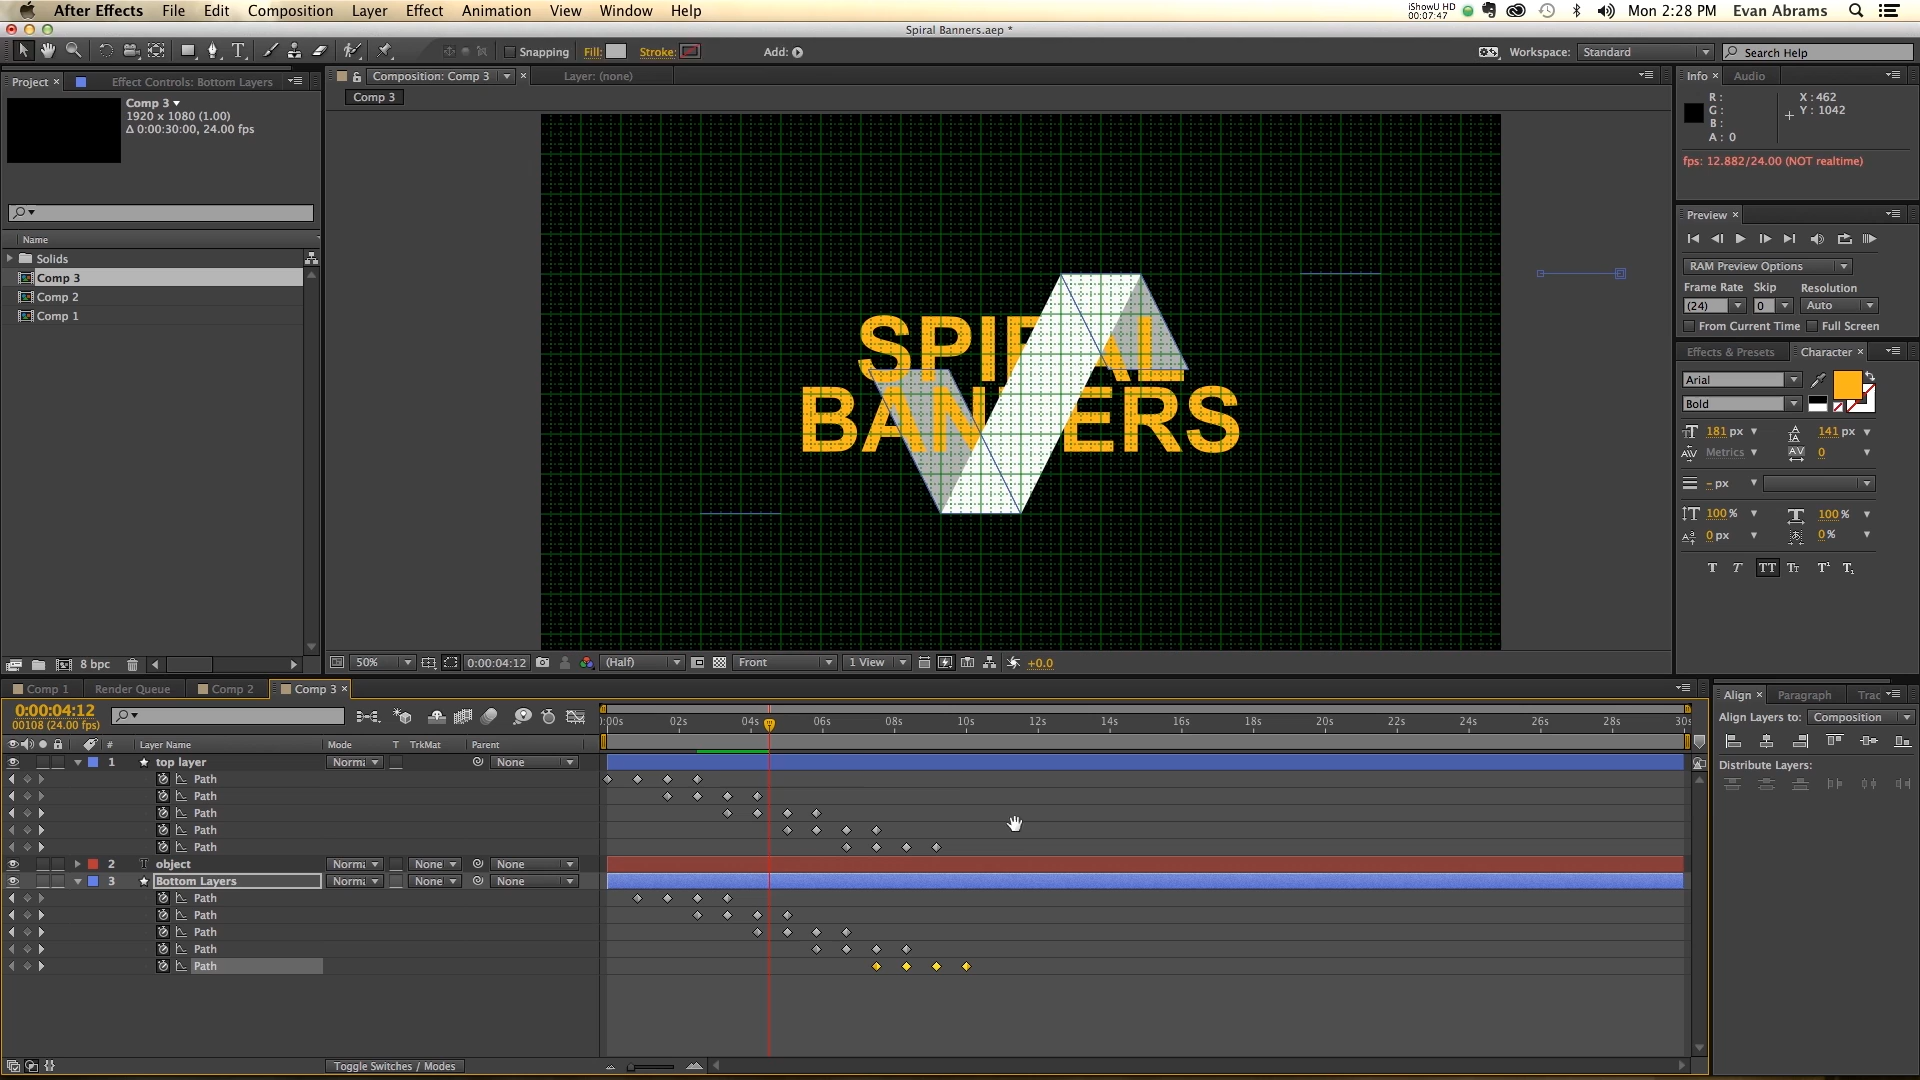 After Effects File Edit Composition Layer Effect Animation View Window Help
iShowU HD
00:07:47
Mon 2:28 PM Evan Abrams
Spiral Banners.aep *
Snapping Fill: Stroke: Add: Workspace: Standard Search Help
Project × Effect Controls: Bottom Layers
Comp 3
1920 x 1080 (1.00)
Δ 0:00:30:00, 24.00 fps
Name
Solids
Comp 3
Comp 2
Comp 1
8 bpc
Composition: Comp 3 × Layer: (none)
Comp 3
BANNERS
50% 0:00:04:12 (Half) Front 1 View +0.0
Info × Audio
R : X : 462
G : Y : 1042
B :
A : 0
fps: 12.882/24.00 (NOT realtime)
Preview ×
RAM Preview Options
Frame Rate Skip Resolution
(24) 0 Auto
From Current Time Full Screen
Effects & Presets Character ×
Arial
Bold
181 px 141 px
Metrics 0
- px
100 % 100 %
0 px 0 %
T T TT Tr T¹ T₁
Comp 1 Render Queue Comp 2 Comp 3 ×
0:00:04:12
00108 (24.00 fps)
:00s 02s 04s 06s 08s 10s 12s 14s 16s 18s 20s 22s 24s 26s 28s 30s
# Layer Name Mode T TrkMat Parent
1 top layer Norma None
Path
Path
Path
Path
Path
2 T object Norma None None
3 Bottom Layers Norma None None
Path
Path
Path
Path
Path
Toggle Switches / Modes
Align × Paragraph Trac
Align Layers to: Composition
Distribute Layers: